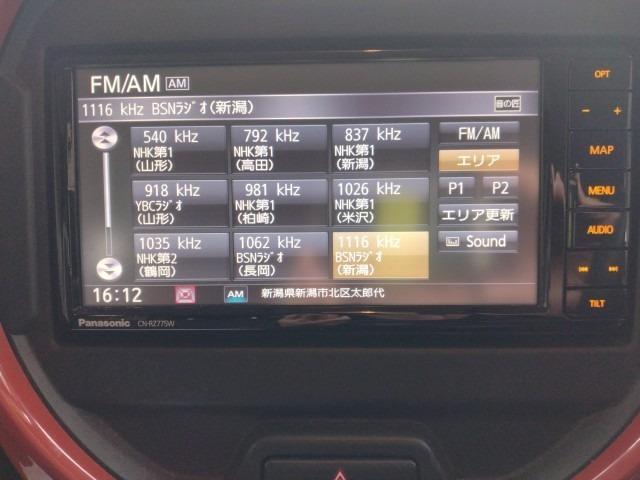 FM/AM AM
1116 kHz BSNﾗｼﾞｵ(新潟)
音の匠
540 kHz
NHK第1
(山形)
792 kHz
NHK第1
(高田)
837 kHz
NHK第1
(新潟)
FM/AM
エリア
918 kHz
YBCﾗｼﾞｵ
(山形)
981 kHz
NHK第1
(柏崎)
1026 kHz
NHK第1
(米沢)
P1
P2
エリア更新
1035 kHz
NHK第2
(鶴岡)
1062 kHz
BSNﾗｼﾞｵ
(長岡)
1116 kHz
BSNﾗｼﾞｵ
(新潟)
Sound
16:12
AM
新潟県新潟市北区太郎代
Panasonic CN-RZ775W
OPT
- +
MAP
MENU
AUDIO
TILT